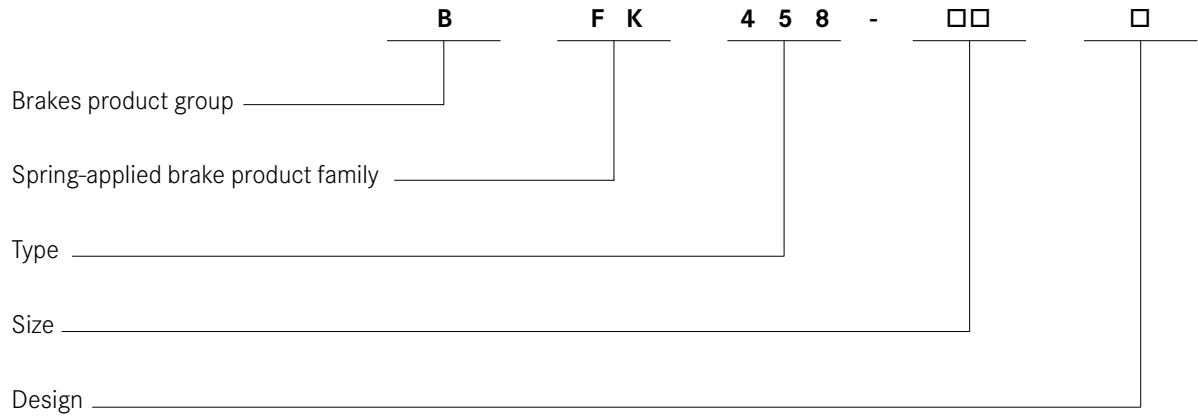 B F K 4 5 8 - □□ □
Brakes product group
Spring-applied brake product family
Type
Size
Design